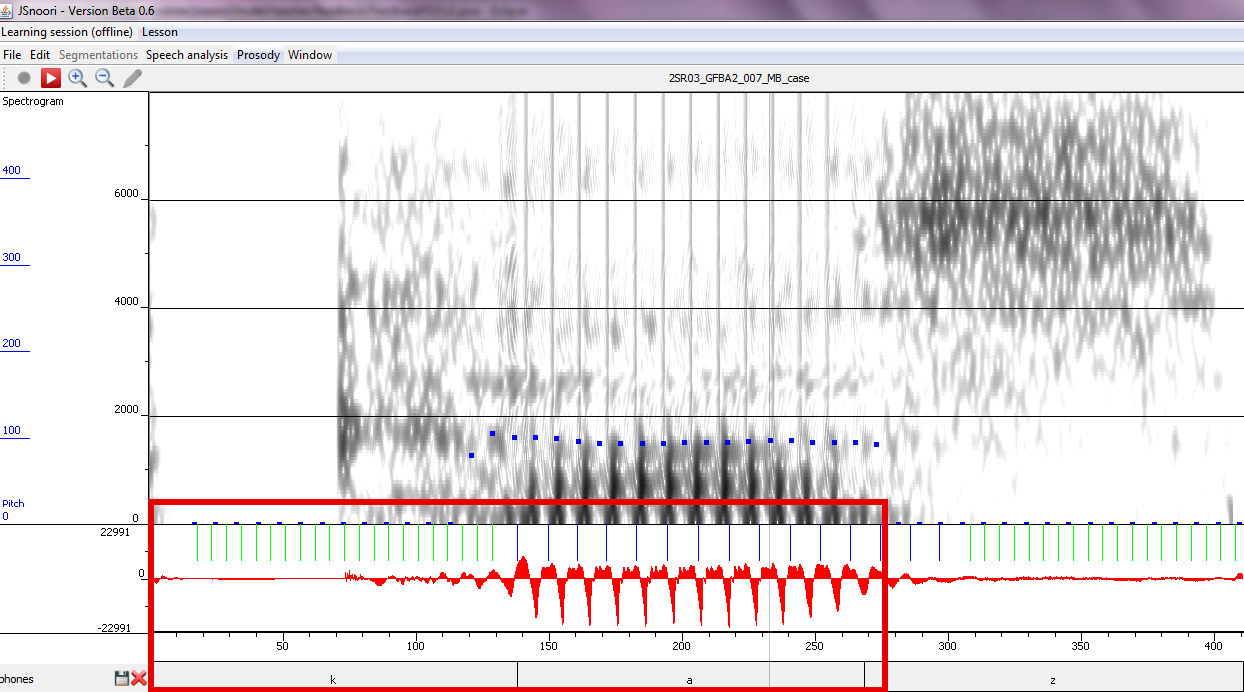 JSnoori - Version Beta 0.6
Learning session (offline) Lesson
File Edit Segmentations Speech analysis Prosody Window
2SR03_GFBA2_007_MB_case
Spectrogram
400
6000
300
4000
200
2000
100
Pitch
0
0
22991
0
-22991
50 100 150 200 250 300 350 400
phones k a z